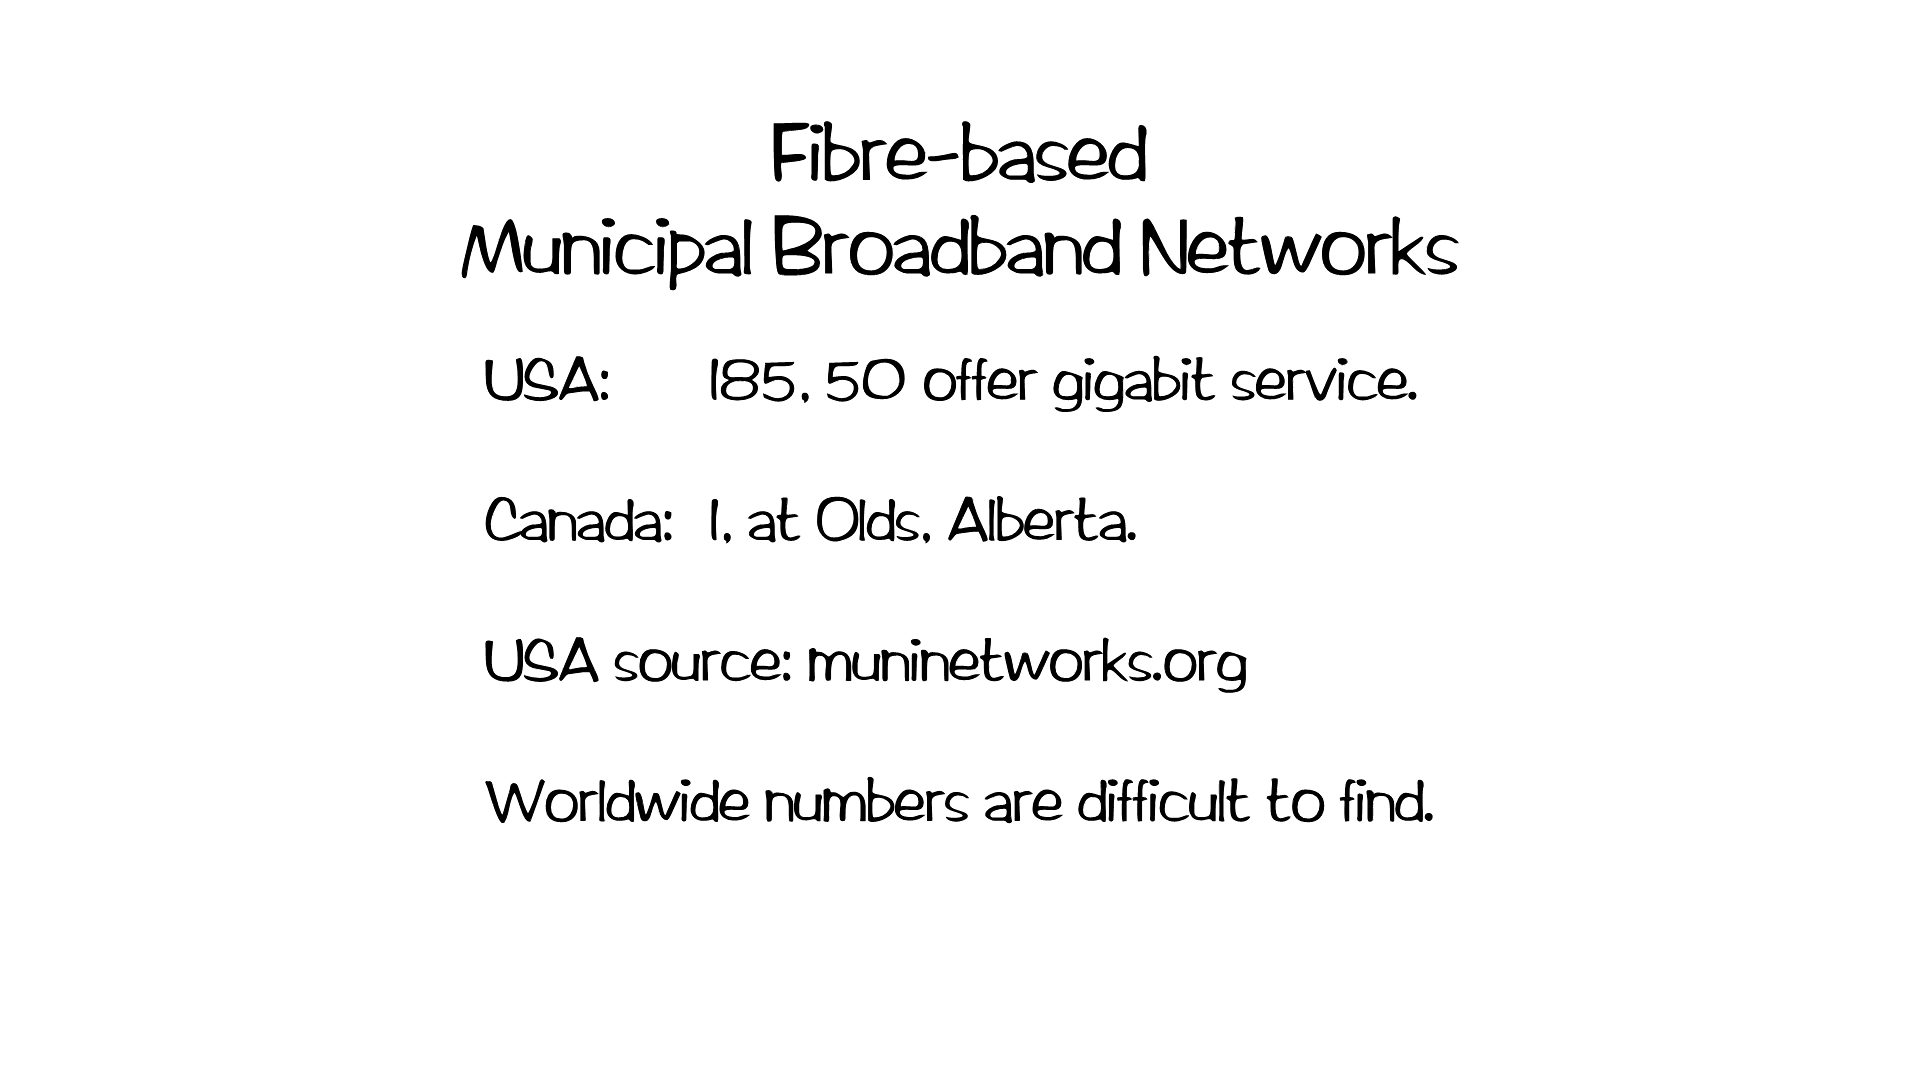 Fibre-based
Municipal Broadband Networks
USA: 185, 50 offer gigabit service.
Canada: 1, at Olds, Alberta.
USA source: muninetworks.org
Worldwide numbers are difficult to find.